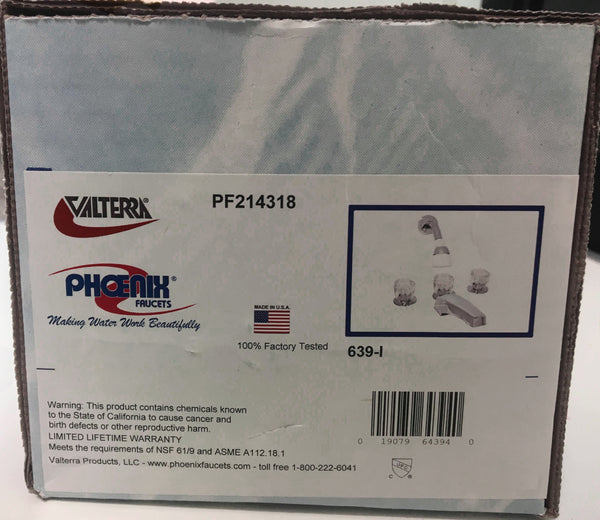 VALTERRA®
PF214318
PHOENIX®
FAUCETS
Making Water Work Beautifully
MADE IN U.S.A.
100% Factory Tested
639-I
Warning: This product contains chemicals known
to the State of California to cause cancer and
birth defects or other reproductive harm.
LIMITED LIFETIME WARRANTY
Meets the requirements of NSF 61/9 and ASME A112.18.1
Valterra Products, LLC - www.phoenixfaucets.com - toll free 1-800-222-6041
0 19079 64394 0
UPC
C ®